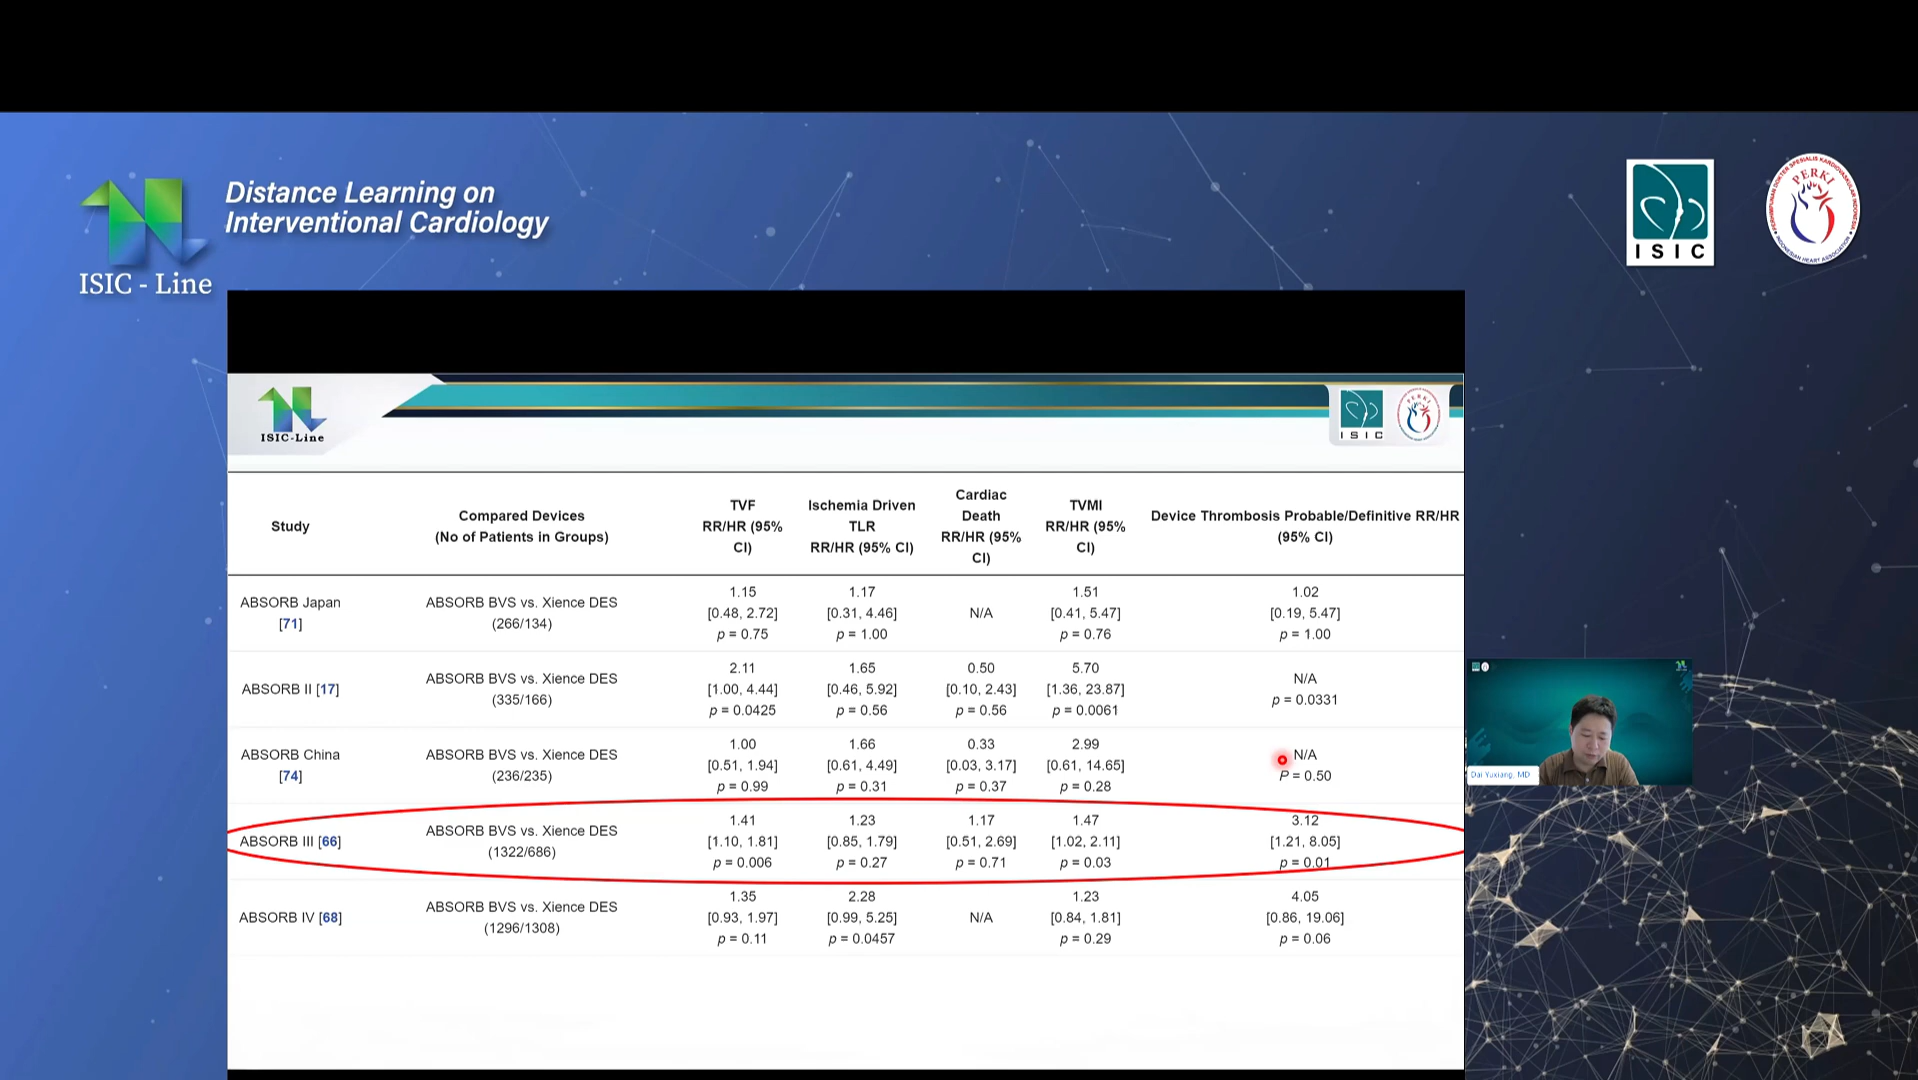 Distance Learning on
Interventional Cardiology
ISIC - Line
ISIC
PERKI
PERHIMPUNAN DOKTER SPESIALIS KARDIOVASKULAR INDONESIA
INDONESIAN HEART ASSOCIATION
ISIC-Line
ISIC
PERKI
Study
Compared Devices
(No of Patients in Groups)
TVF
RR/HR (95%
CI)
Ischemia Driven
TLR
RR/HR (95% CI)
Cardiac
Death
RR/HR (95%
CI)
TVMI
RR/HR (95%
CI)
Device Thrombosis Probable/Definitive RR/HR
(95% CI)
ABSORB Japan
[71]
ABSORB BVS vs. Xience DES
(266/134)
1.15
[0.48, 2.72]
p = 0.75
1.17
[0.31, 4.46]
p = 1.00
N/A
1.51
[0.41, 5.47]
p = 0.76
1.02
[0.19, 5.47]
p = 1.00
ABSORB II [17]
ABSORB BVS vs. Xience DES
(335/166)
2.11
[1.00, 4.44]
p = 0.0425
1.65
[0.46, 5.92]
p = 0.56
0.50
[0.10, 2.43]
p = 0.56
5.70
[1.36, 23.87]
p = 0.0061
N/A
p = 0.0331
ABSORB China
[74]
ABSORB BVS vs. Xience DES
(236/235)
1.00
[0.51, 1.94]
p = 0.99
1.66
[0.61, 4.49]
p = 0.31
0.33
[0.03, 3.17]
p = 0.37
2.99
[0.61, 14.65]
p = 0.28
N/A
P = 0.50
ABSORB III [66]
ABSORB BVS vs. Xience DES
(1322/686)
1.41
[1.10, 1.81]
p = 0.006
1.23
[0.85, 1.79]
p = 0.27
1.17
[0.51, 2.69]
p = 0.71
1.47
[1.02, 2.11]
p = 0.03
3.12
[1.21, 8.05]
p = 0.01
ABSORB IV [68]
ABSORB BVS vs. Xience DES
(1296/1308)
1.35
[0.93, 1.97]
p = 0.11
2.28
[0.99, 5.25]
p = 0.0457
N/A
1.23
[0.84, 1.81]
p = 0.29
4.05
[0.86, 19.06]
p = 0.06
Dai Yuxiang, MD